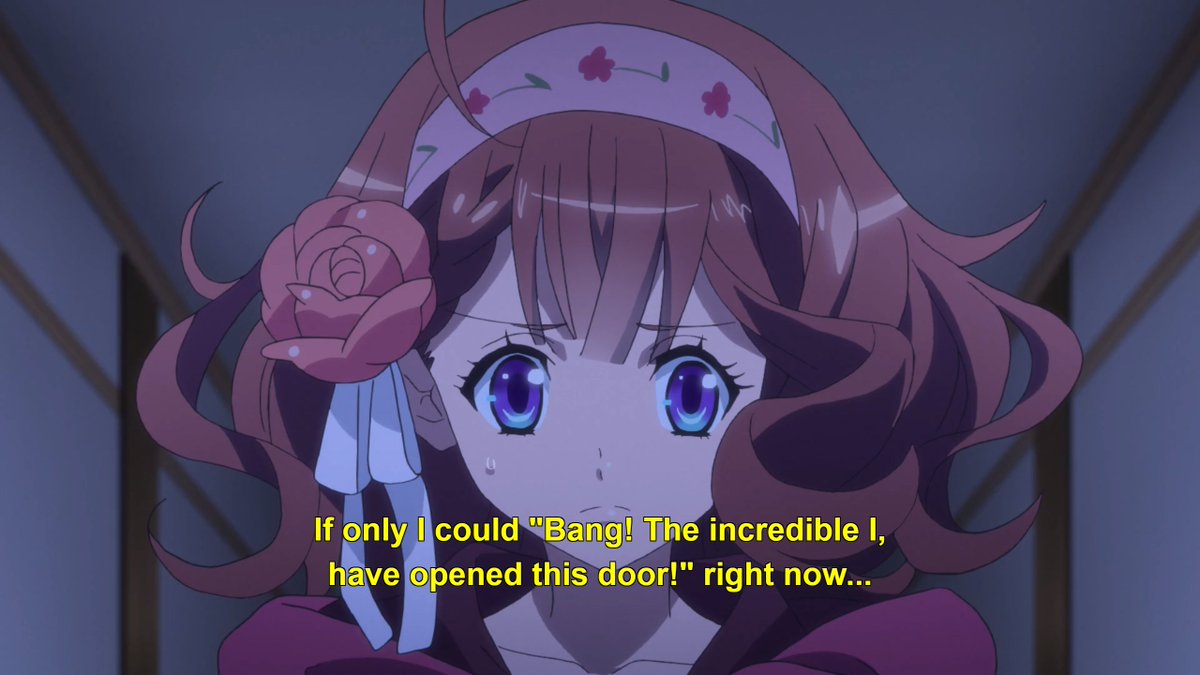 If only I could "Bang! The incredible I,
have opened this door!" right now...